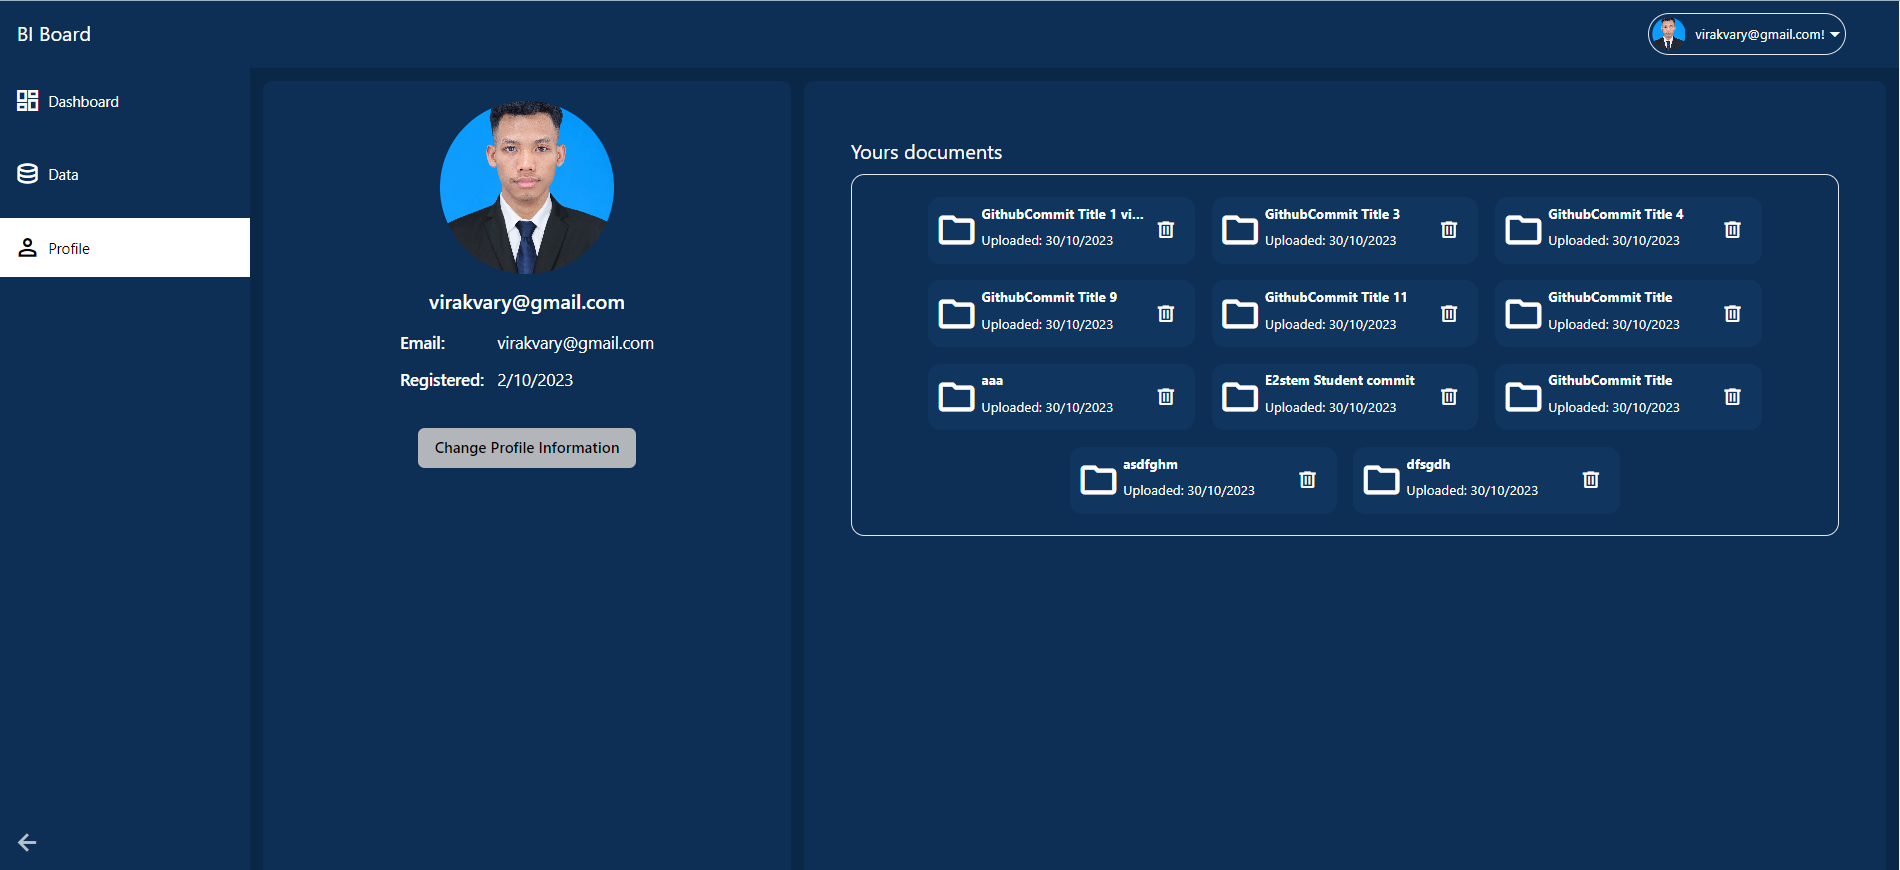 BI Board
virakvary@gmail.com!
Dashboard
Data
Profile
virakvary@gmail.com
Email: virakvary@gmail.com
Registered: 2/10/2023
Change Profile Information
Yours documents
GithubCommit Title 1 vi...
Uploaded: 30/10/2023
GithubCommit Title 3
Uploaded: 30/10/2023
GithubCommit Title 4
Uploaded: 30/10/2023
GithubCommit Title 9
Uploaded: 30/10/2023
GithubCommit Title 11
Uploaded: 30/10/2023
GithubCommit Title
Uploaded: 30/10/2023
aaa
Uploaded: 30/10/2023
E2stem Student commit
Uploaded: 30/10/2023
GithubCommit Title
Uploaded: 30/10/2023
asdfghm
Uploaded: 30/10/2023
dfsgdh
Uploaded: 30/10/2023